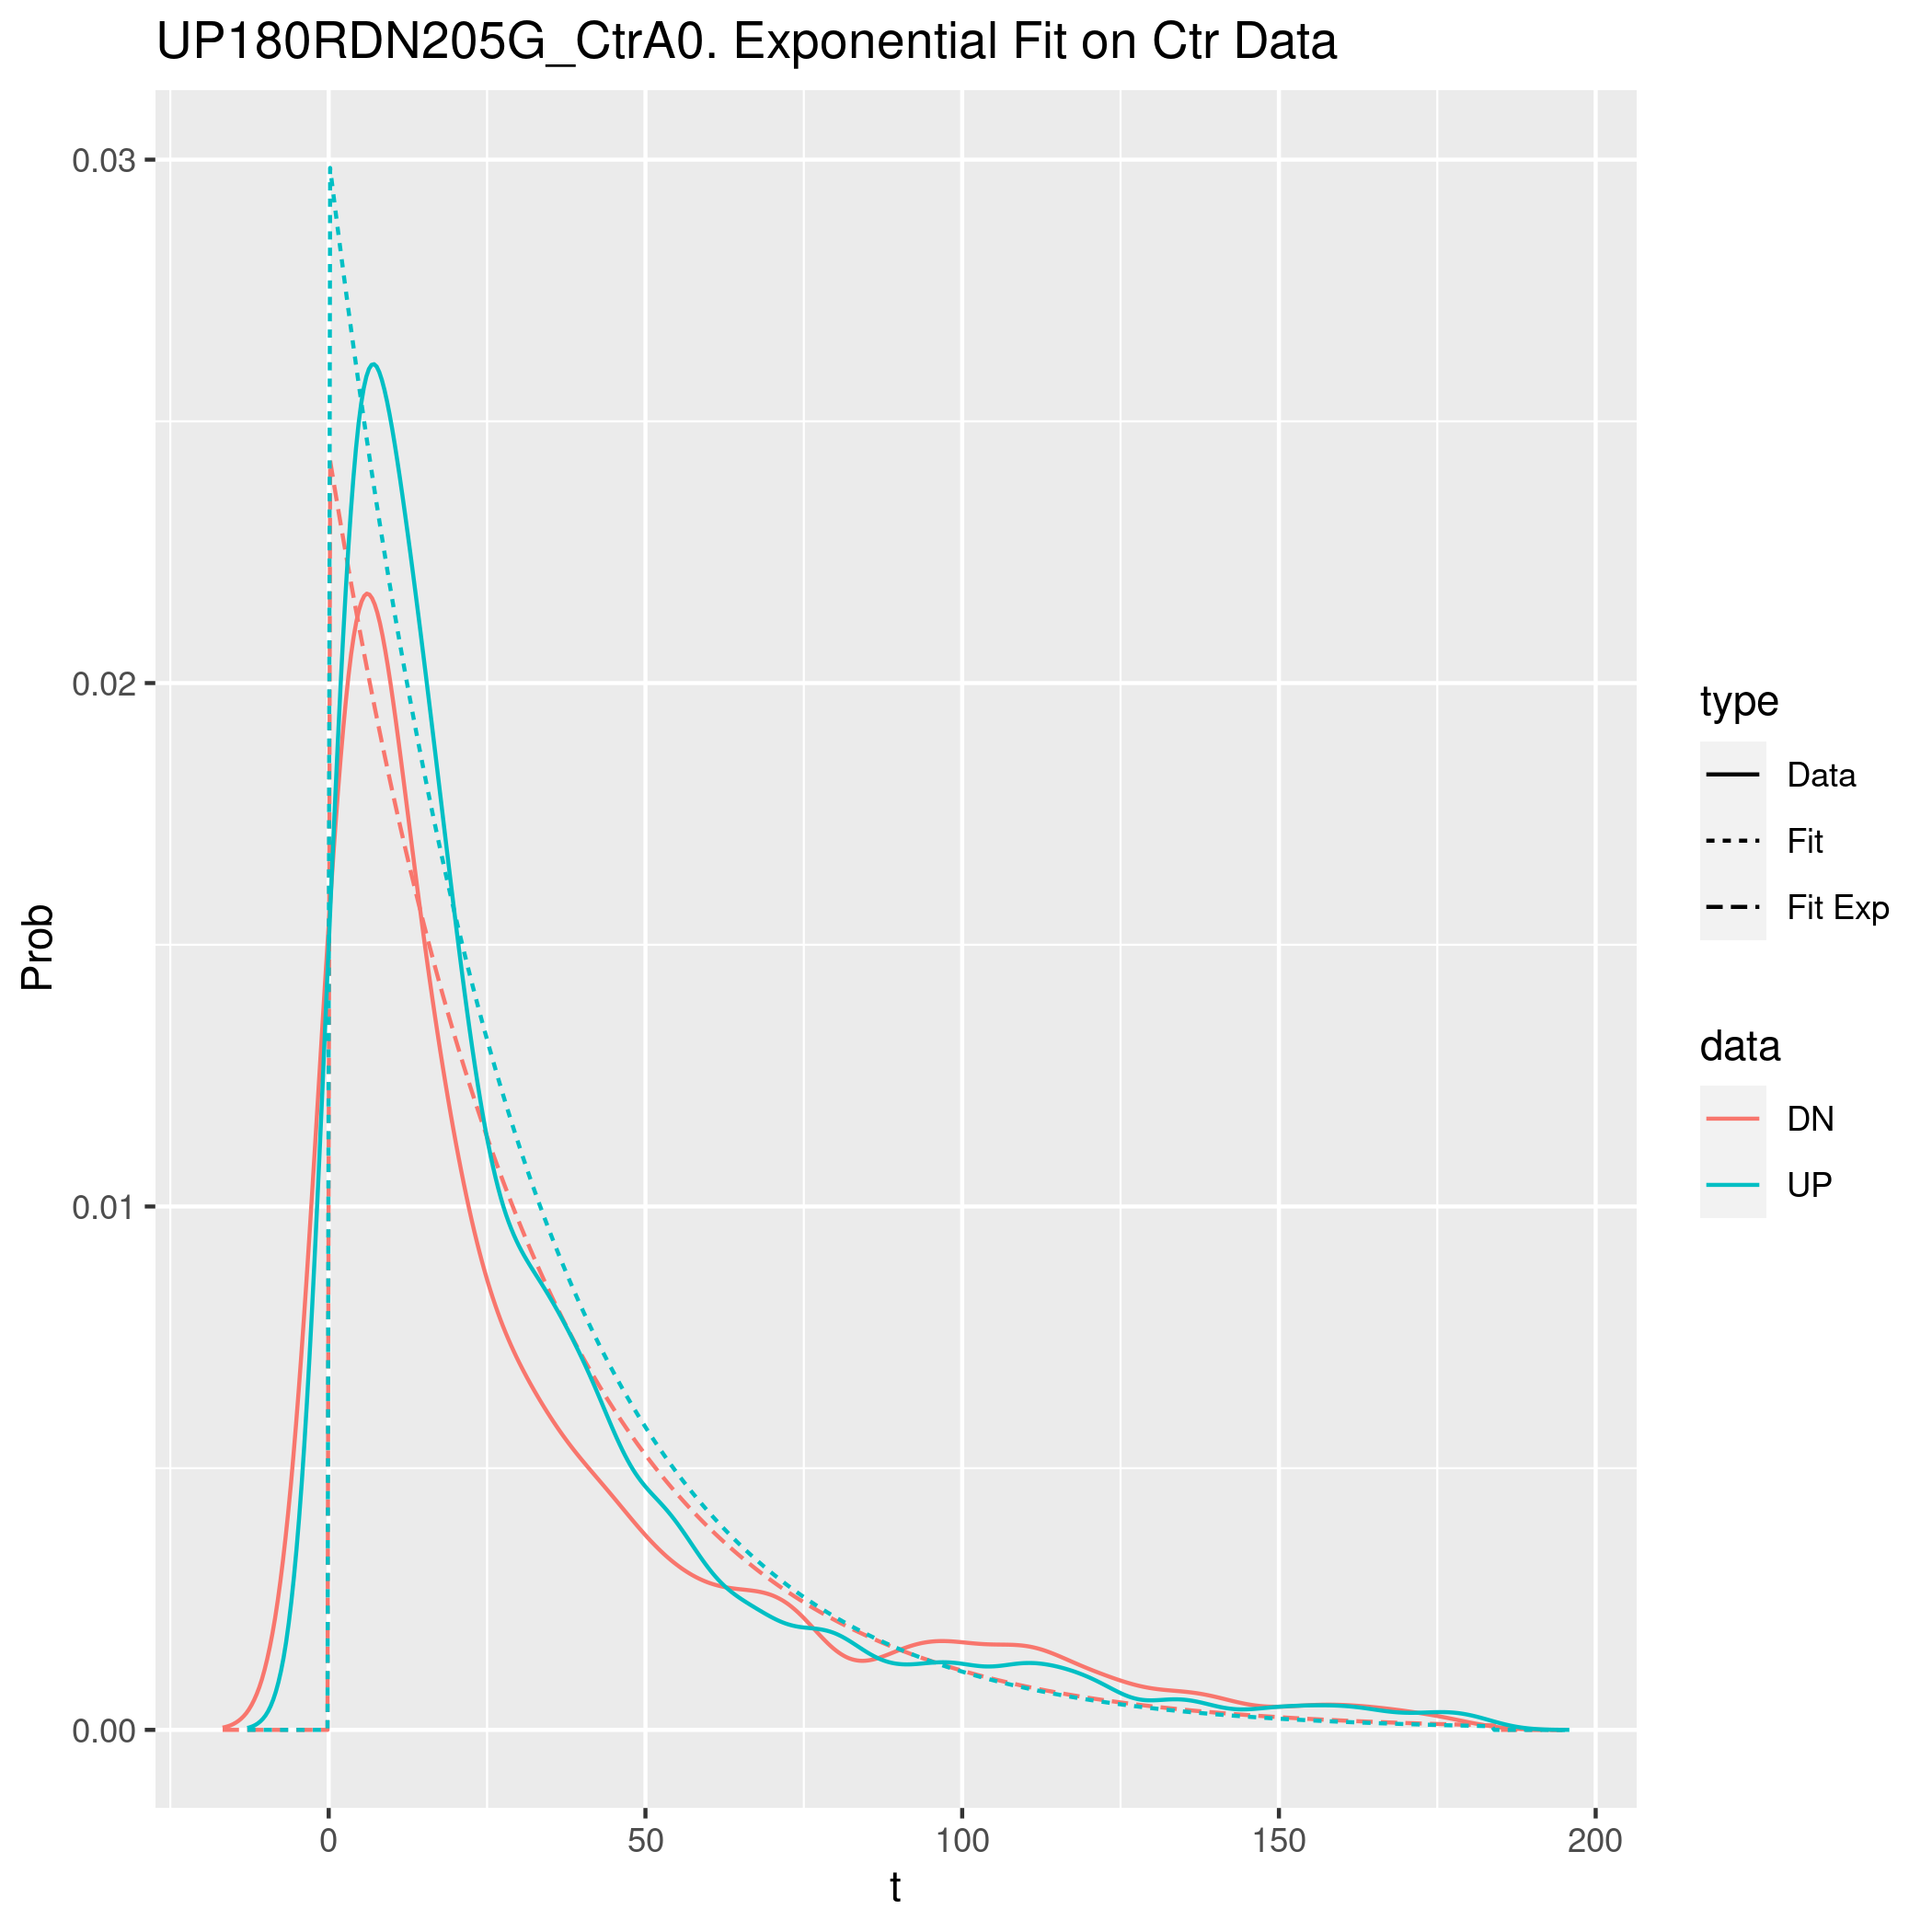 UP180RDN205G_CtrA0. Exponential Fit on Ctr Data
0.03
0.02
0.01
0.00
Prob
0
50
100
150
200
t
type
Data
Fit
Fit Exp
data
DN
UP